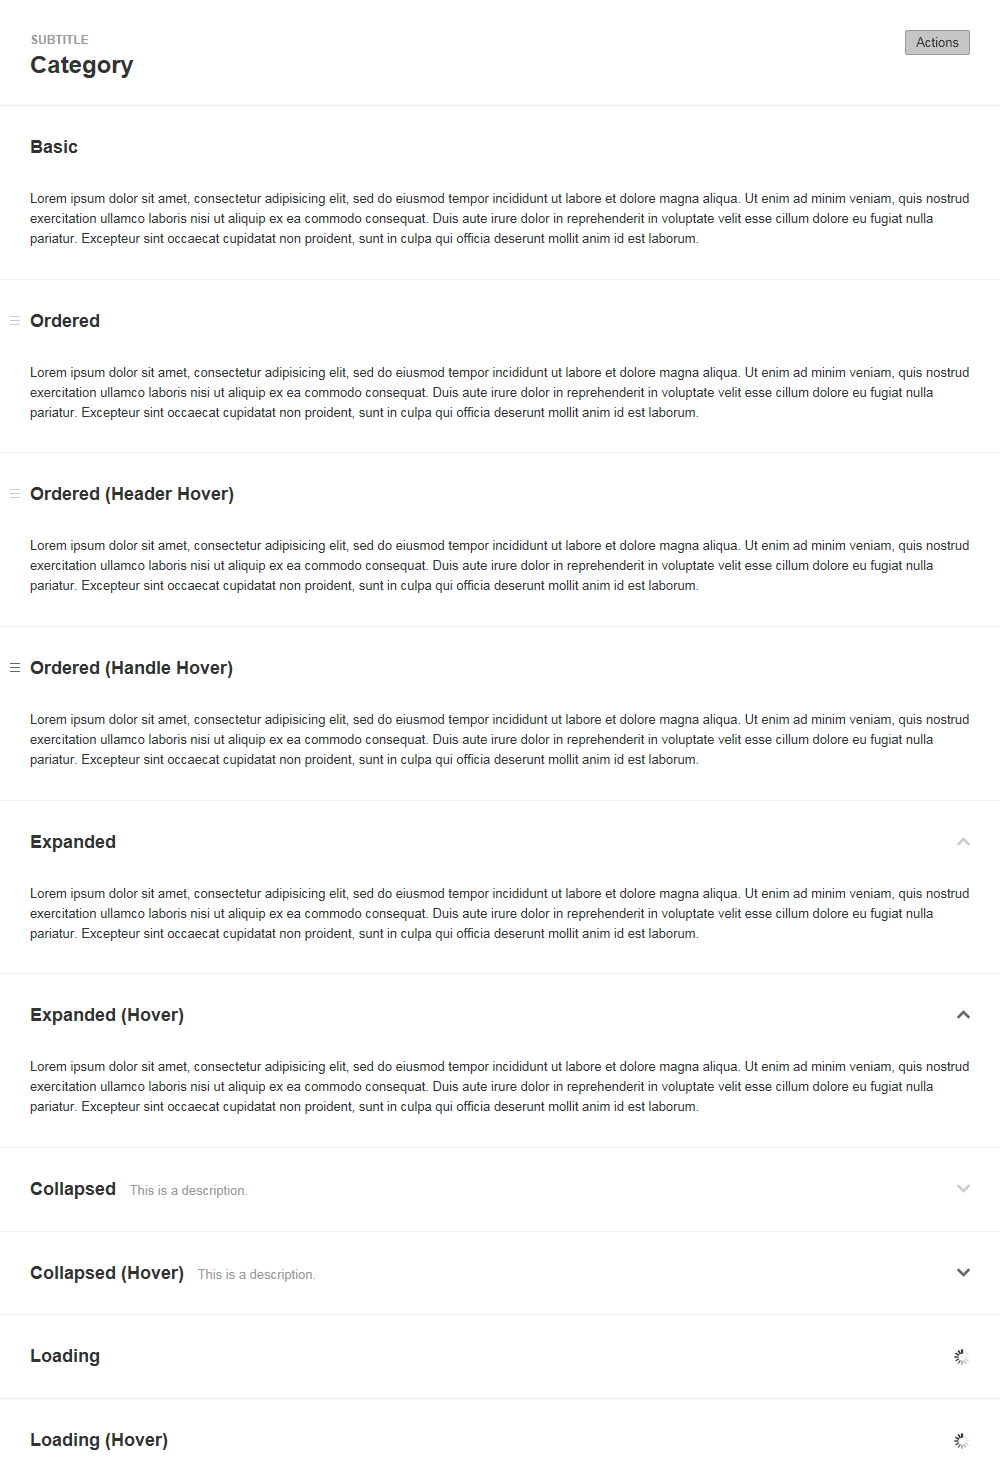 SUBTITLE
Category
Actions
Basic
Lorem ipsum dolor sit amet, consectetur adipisicing elit, sed do eiusmod tempor incididunt ut labore et dolore magna aliqua. Ut enim ad minim veniam, quis nostrud
exercitation ullamco laboris nisi ut aliquip ex ea commodo consequat. Duis aute irure dolor in reprehenderit in voluptate velit esse cillum dolore eu fugiat nulla
pariatur. Excepteur sint occaecat cupidatat non proident, sunt in culpa qui officia deserunt mollit anim id est laborum.
Ordered
Lorem ipsum dolor sit amet, consectetur adipisicing elit, sed do eiusmod tempor incididunt ut labore et dolore magna aliqua. Ut enim ad minim veniam, quis nostrud
exercitation ullamco laboris nisi ut aliquip ex ea commodo consequat. Duis aute irure dolor in reprehenderit in voluptate velit esse cillum dolore eu fugiat nulla
pariatur. Excepteur sint occaecat cupidatat non proident, sunt in culpa qui officia deserunt mollit anim id est laborum.
Ordered (Header Hover)
Lorem ipsum dolor sit amet, consectetur adipisicing elit, sed do eiusmod tempor incididunt ut labore et dolore magna aliqua. Ut enim ad minim veniam, quis nostrud
exercitation ullamco laboris nisi ut aliquip ex ea commodo consequat. Duis aute irure dolor in reprehenderit in voluptate velit esse cillum dolore eu fugiat nulla
pariatur. Excepteur sint occaecat cupidatat non proident, sunt in culpa qui officia deserunt mollit anim id est laborum.
Ordered (Handle Hover)
Lorem ipsum dolor sit amet, consectetur adipisicing elit, sed do eiusmod tempor incididunt ut labore et dolore magna aliqua. Ut enim ad minim veniam, quis nostrud
exercitation ullamco laboris nisi ut aliquip ex ea commodo consequat. Duis aute irure dolor in reprehenderit in voluptate velit esse cillum dolore eu fugiat nulla
pariatur. Excepteur sint occaecat cupidatat non proident, sunt in culpa qui officia deserunt mollit anim id est laborum.
Expanded
Lorem ipsum dolor sit amet, consectetur adipisicing elit, sed do eiusmod tempor incididunt ut labore et dolore magna aliqua. Ut enim ad minim veniam, quis nostrud
exercitation ullamco laboris nisi ut aliquip ex ea commodo consequat. Duis aute irure dolor in reprehenderit in voluptate velit esse cillum dolore eu fugiat nulla
pariatur. Excepteur sint occaecat cupidatat non proident, sunt in culpa qui officia deserunt mollit anim id est laborum.
Expanded (Hover)
Lorem ipsum dolor sit amet, consectetur adipisicing elit, sed do eiusmod tempor incididunt ut labore et dolore magna aliqua. Ut enim ad minim veniam, quis nostrud
exercitation ullamco laboris nisi ut aliquip ex ea commodo consequat. Duis aute irure dolor in reprehenderit in voluptate velit esse cillum dolore eu fugiat nulla
pariatur. Excepteur sint occaecat cupidatat non proident, sunt in culpa qui officia deserunt mollit anim id est laborum.
Collapsed This is a description.
Collapsed (Hover) This is a description.
Loading
Loading (Hover)